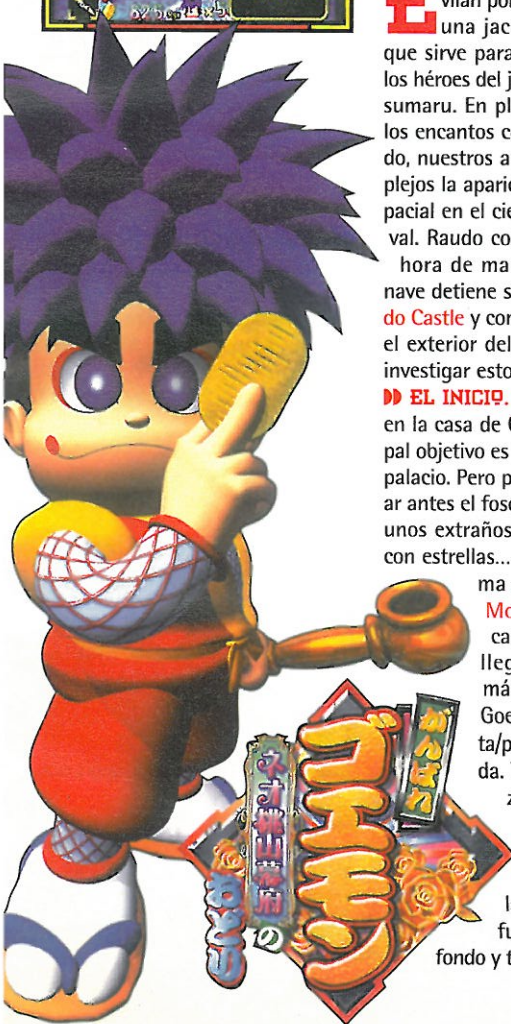 vilán po
una jac
que sirve para
los héroes del j
sumaru. En pl
los encantos c
do, nuestros a
plejos la aparic
pacial en el cie
val. Raudo co
hora de ma
nave detiene s
do Castle y con
el exterior del
investigar esto
EL INICIO.
en la casa de
pal objetivo es
palacio. Pero p
ar antes el foso
unos extraños
con estrellas...
ma
Mo
ca
lleg
má
Goe
ta/p
da.
z
l
fu
fondo y t
がんばれ
ゴエモン
ネオ桃山幕府の
おどり